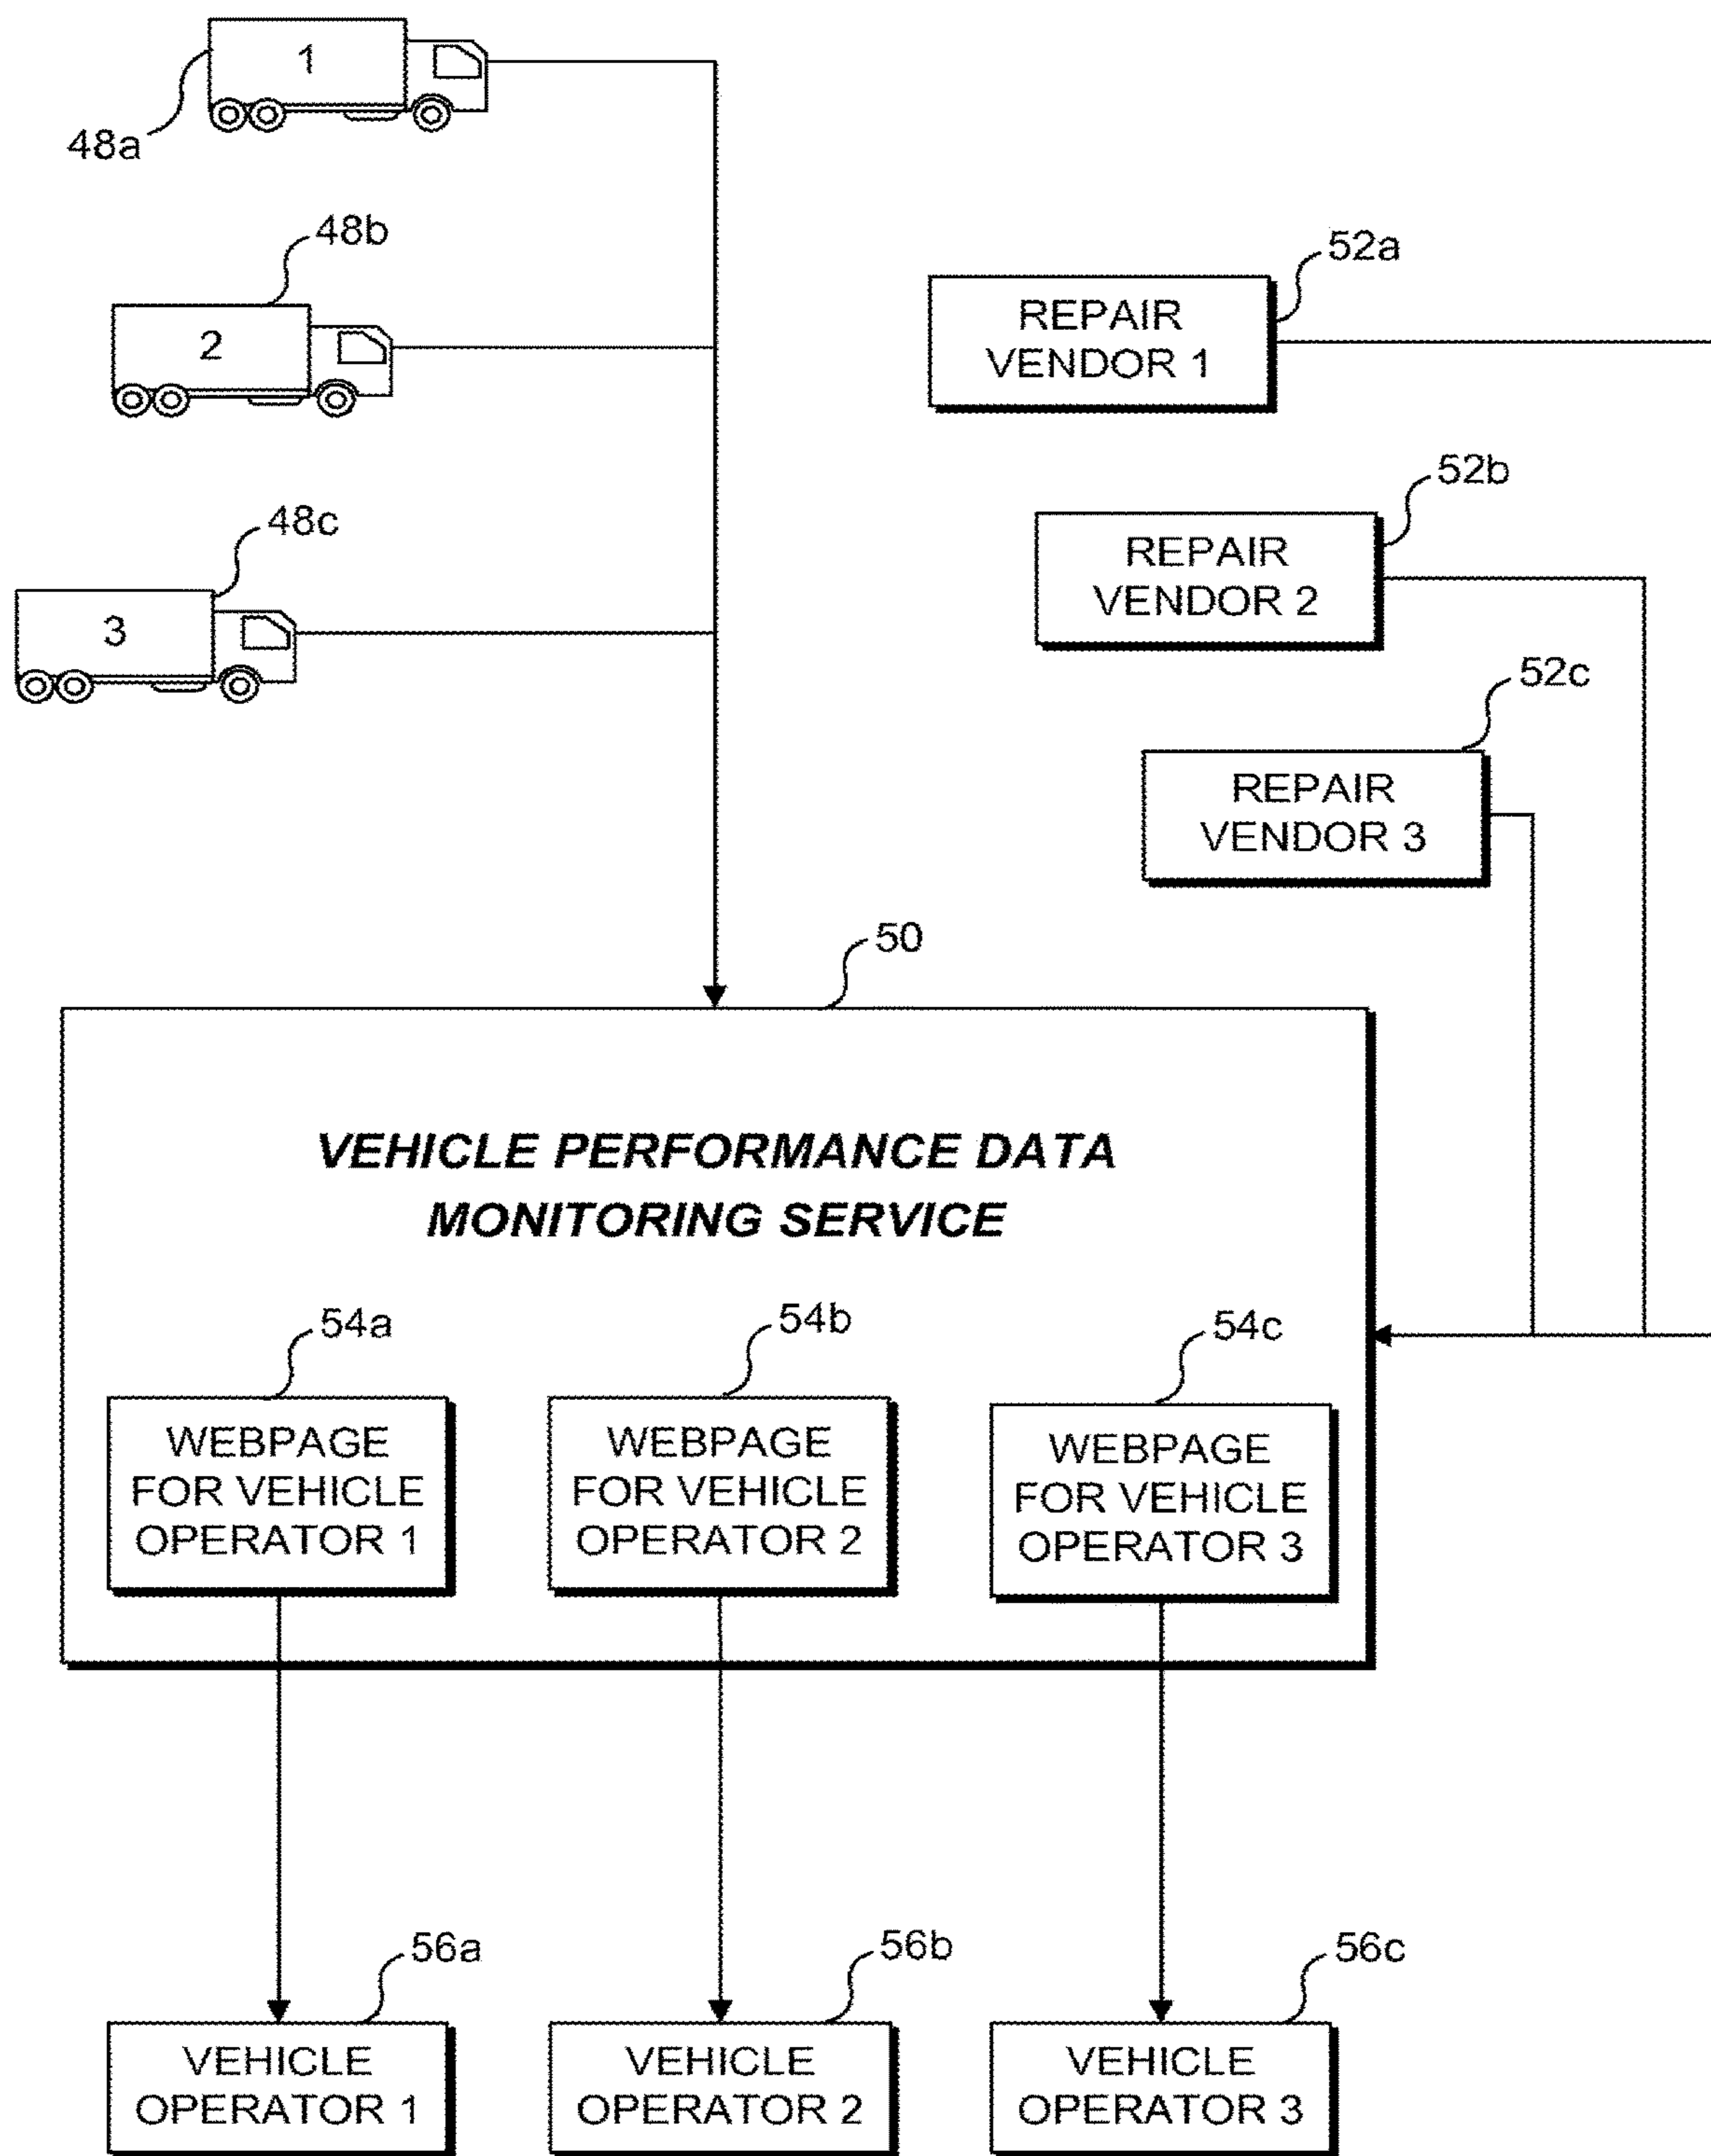 1
48a
48b
2
52a
REPAIR
VENDOR 1
52b
48c
REPAIR
VENDOR 2
3
52c
REPAIR
VENDOR 3
50
VEHICLE PERFORMANCE DATA
MONITORING SERVICE
54a
54b
54c
WEBPAGE
FOR VEHICLE
OPERATOR 1
WEBPAGE
FOR VEHICLE
OPERATOR 2
WEBPAGE
FOR VEHICLE
OPERATOR 3
56a
56b
56c
VEHICLE
OPERATOR 1
VEHICLE
OPERATOR 2
VEHICLE
OPERATOR 3